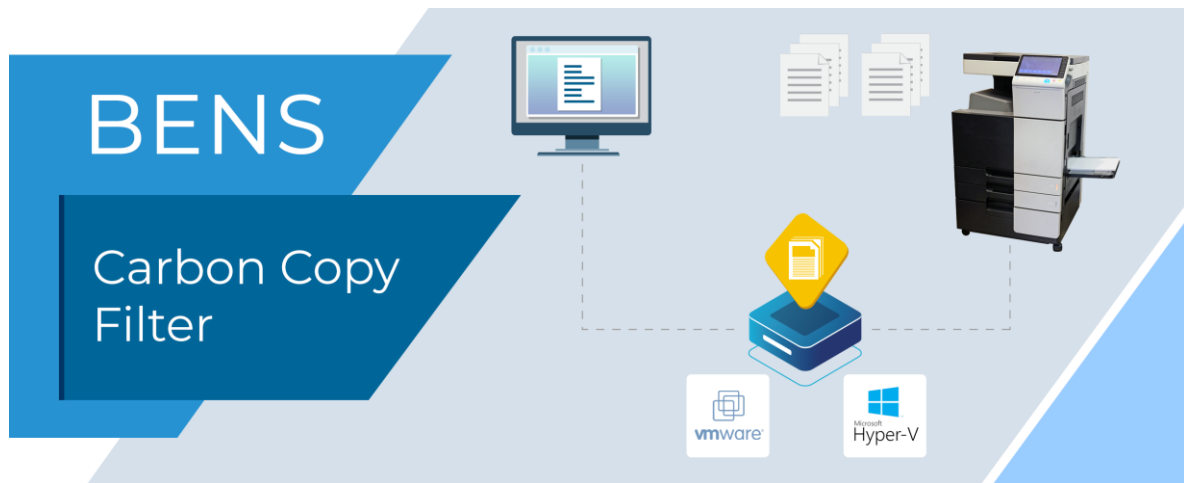 BENS
Carbon Copy
Filter
vmware
Microsoft
Hyper-V